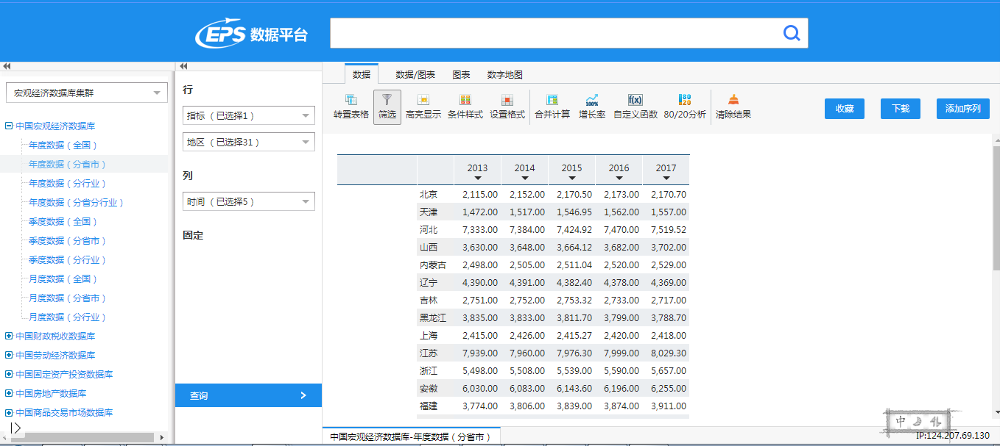 EPS 数据平台
宏观经济数据库集群
中国宏观经济数据库
年度数据（全国）
年度数据（分省市）
年度数据（分行业）
年度数据（分省分行业）
季度数据（全国）
季度数据（分省市）
季度数据（分行业）
月度数据（全国）
月度数据（分省市）
月度数据（分行业）
中国财政税收数据库
中国劳动经济数据库
中国固定资产投资数据库
中国房地产数据库
中国商品交易市场数据库
行
指标（已选择1）
地区（已选择31）
列
时间（已选择5）
固定
查询
数据 数据/图表 图表 数字地图
转置表格 筛选 高亮显示 条件样式 设置格式 合并计算 100% 增长率 f(x) 自定义函数 80/20分析 清除结果
收藏 下载 添加序列
2013 2014 2015 2016 2017
北京 2,115.00 2,152.00 2,170.50 2,173.00 2,170.70
天津 1,472.00 1,517.00 1,546.95 1,562.00 1,557.00
河北 7,333.00 7,384.00 7,424.92 7,470.00 7,519.52
山西 3,630.00 3,648.00 3,664.12 3,682.00 3,702.00
内蒙古 2,498.00 2,505.00 2,511.04 2,520.00 2,529.00
辽宁 4,390.00 4,391.00 4,382.40 4,378.00 4,369.00
吉林 2,751.00 2,752.00 2,753.32 2,733.00 2,717.00
黑龙江 3,835.00 3,833.00 3,811.70 3,799.00 3,788.70
上海 2,415.00 2,426.00 2,415.27 2,420.00 2,418.00
江苏 7,939.00 7,960.00 7,976.30 7,999.00 8,029.30
浙江 5,498.00 5,508.00 5,539.00 5,590.00 5,657.00
安徽 6,030.00 6,083.00 6,143.60 6,196.00 6,255.00
福建 3,774.00 3,806.00 3,839.00 3,874.00 3,911.00
中国宏观经济数据库-年度数据（分省市）
中
IP:124.207.69.130